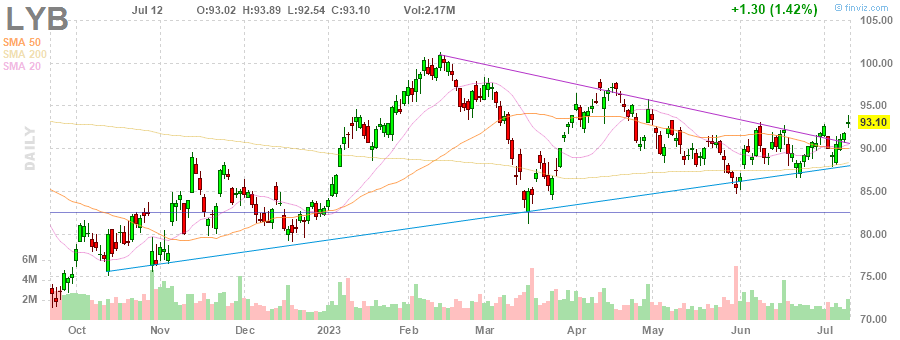 LYB Jul 12 O:93.02 H:93.89 L:92.54 C:93.10 Vol:2.17M +1.30 (1.42%) © finviz.com
SMA 50
SMA 200
SMA 20
DAILY
105.00
100.00
95.00
93.10
90.00
85.00
80.00
75.00
70.00
6M
4M
2M
Oct Nov Dec 2023 Feb Mar Apr May Jun Jul